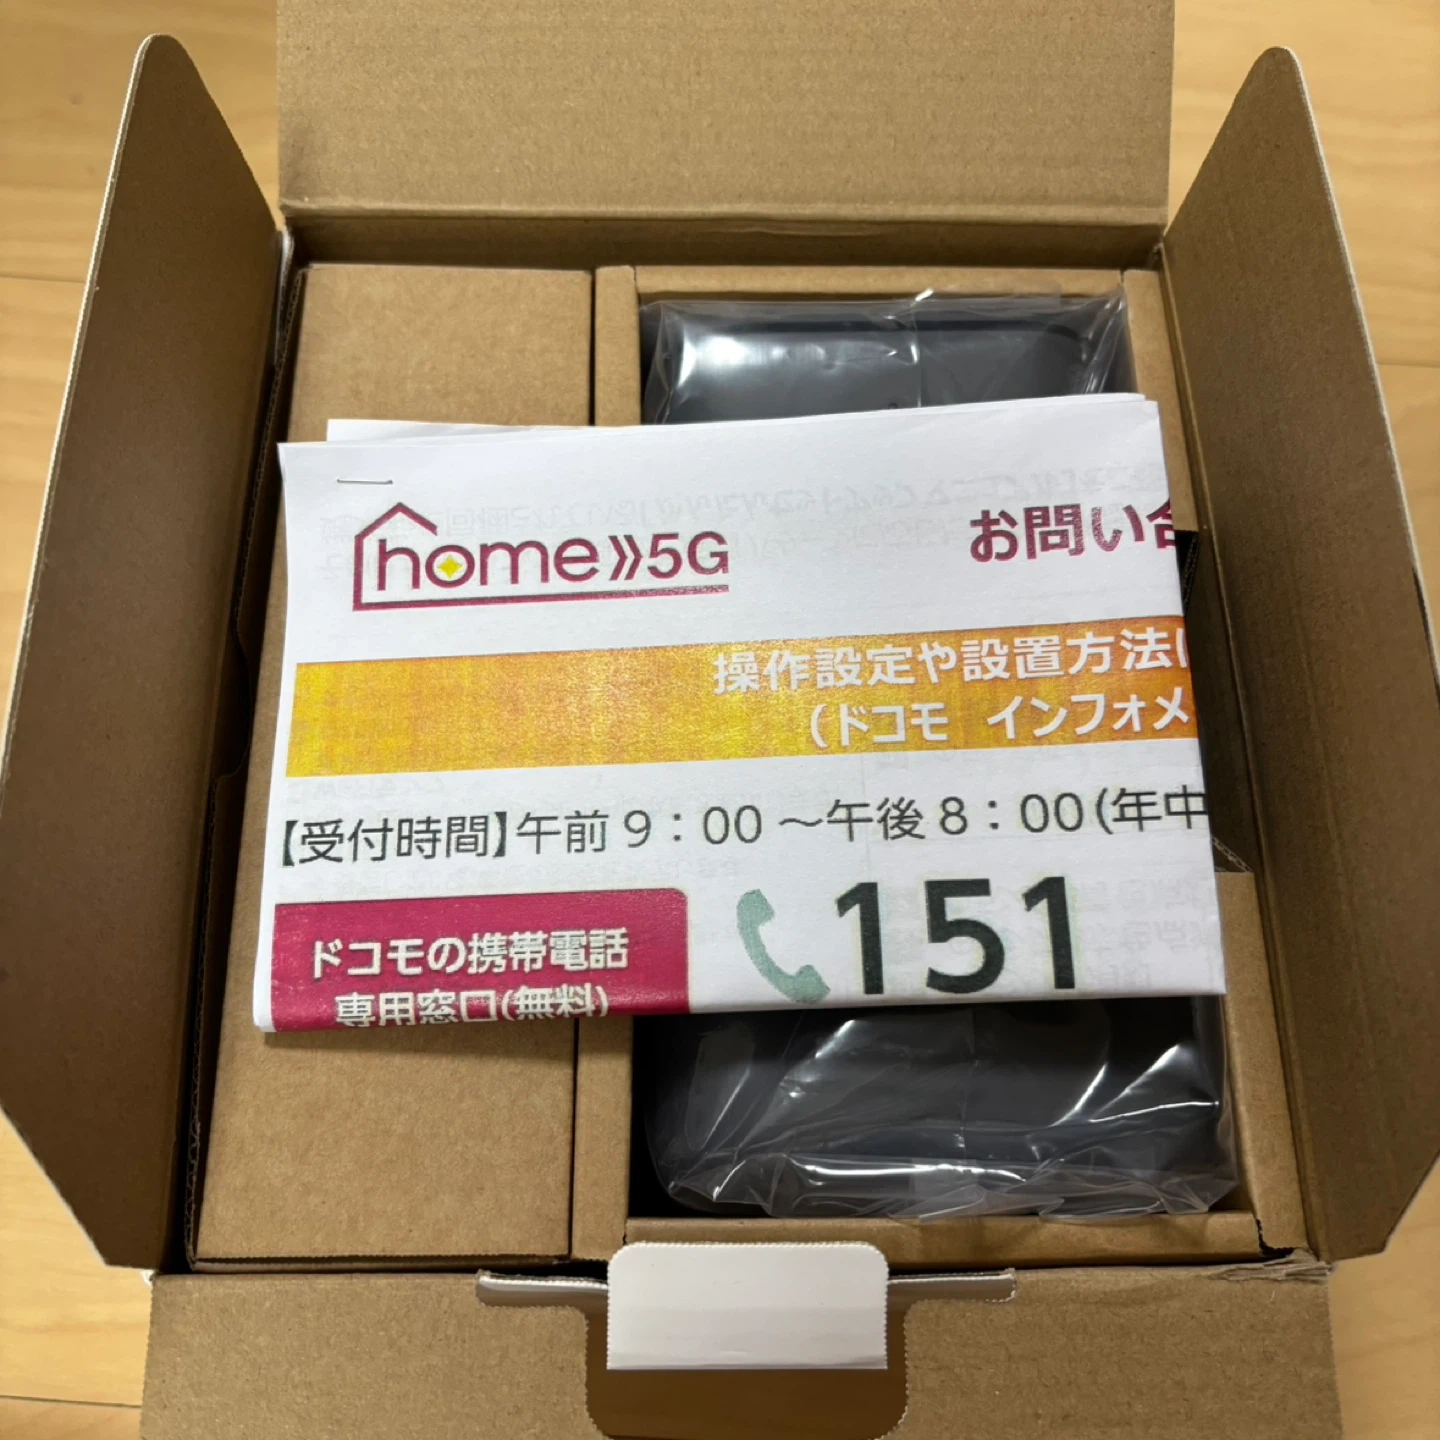 home 5G
お問い合
操作設定や設置方法に
(ドコモ インフォメ
【受付時間】午前 9：00 ～午後 8：00 (年中
ドコモの携帯電話
専用窓口(無料)
151